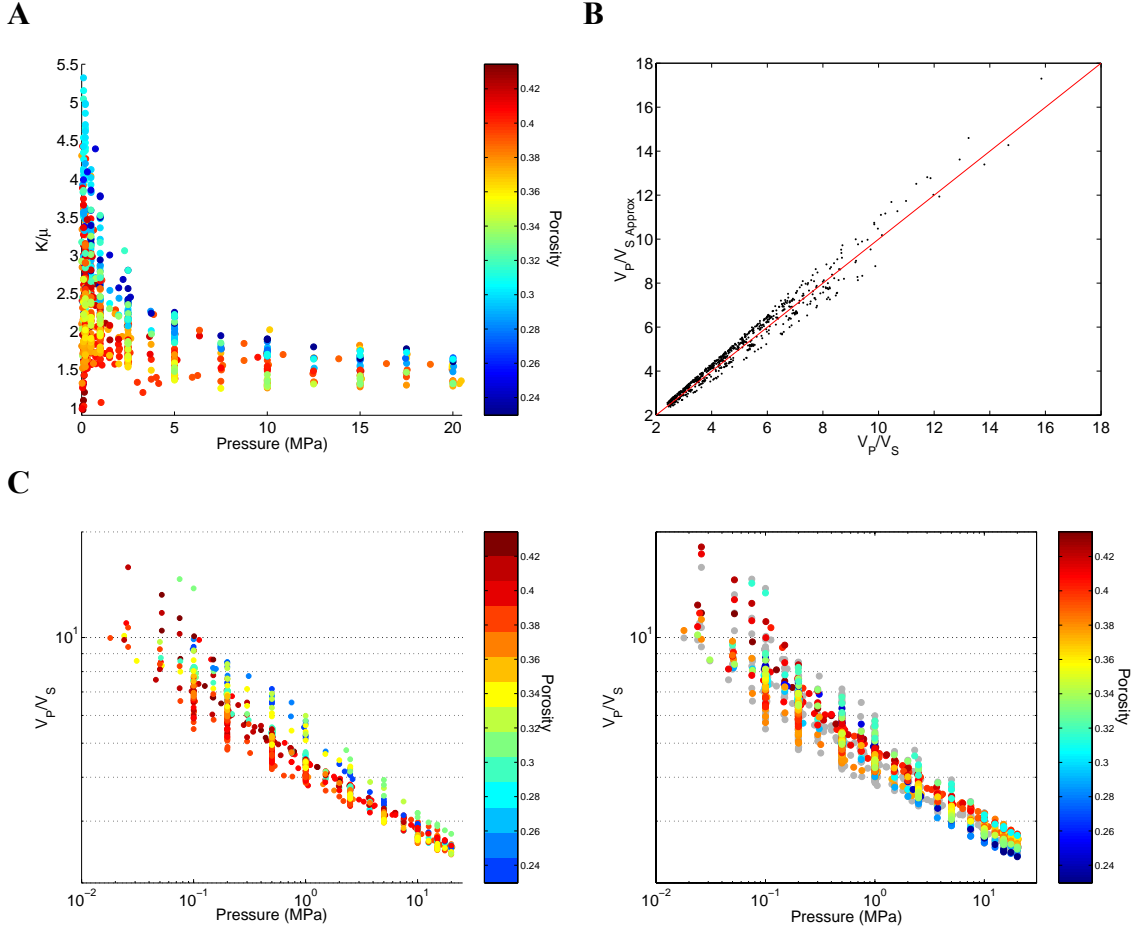 A
5.5
5
4.5
4
3.5
3
2.5
2
1.5
1
K/μ
0 5 10 15 20
Pressure (MPa)
0.42
0.4
0.38
0.36
0.34
0.32
0.3
0.28
0.26
0.24
Porosity
B
18
16
14
12
10
8
6
4
2
V_P/V_S Approx
2 4 6 8 10 12 14 16 18
V_P/V_S
C
10^1
V_P/V_S
10^−2 10^−1 10^0 10^1
Pressure (MPa)
0.42
0.4
0.38
0.36
0.34
0.32
0.3
0.28
0.26
0.24
Porosity
10^1
V_P/V_S
10^−2 10^−1 10^0 10^1
Pressure (MPa)
0.42
0.4
0.38
0.36
0.34
0.32
0.3
0.28
0.26
0.24
Porosity